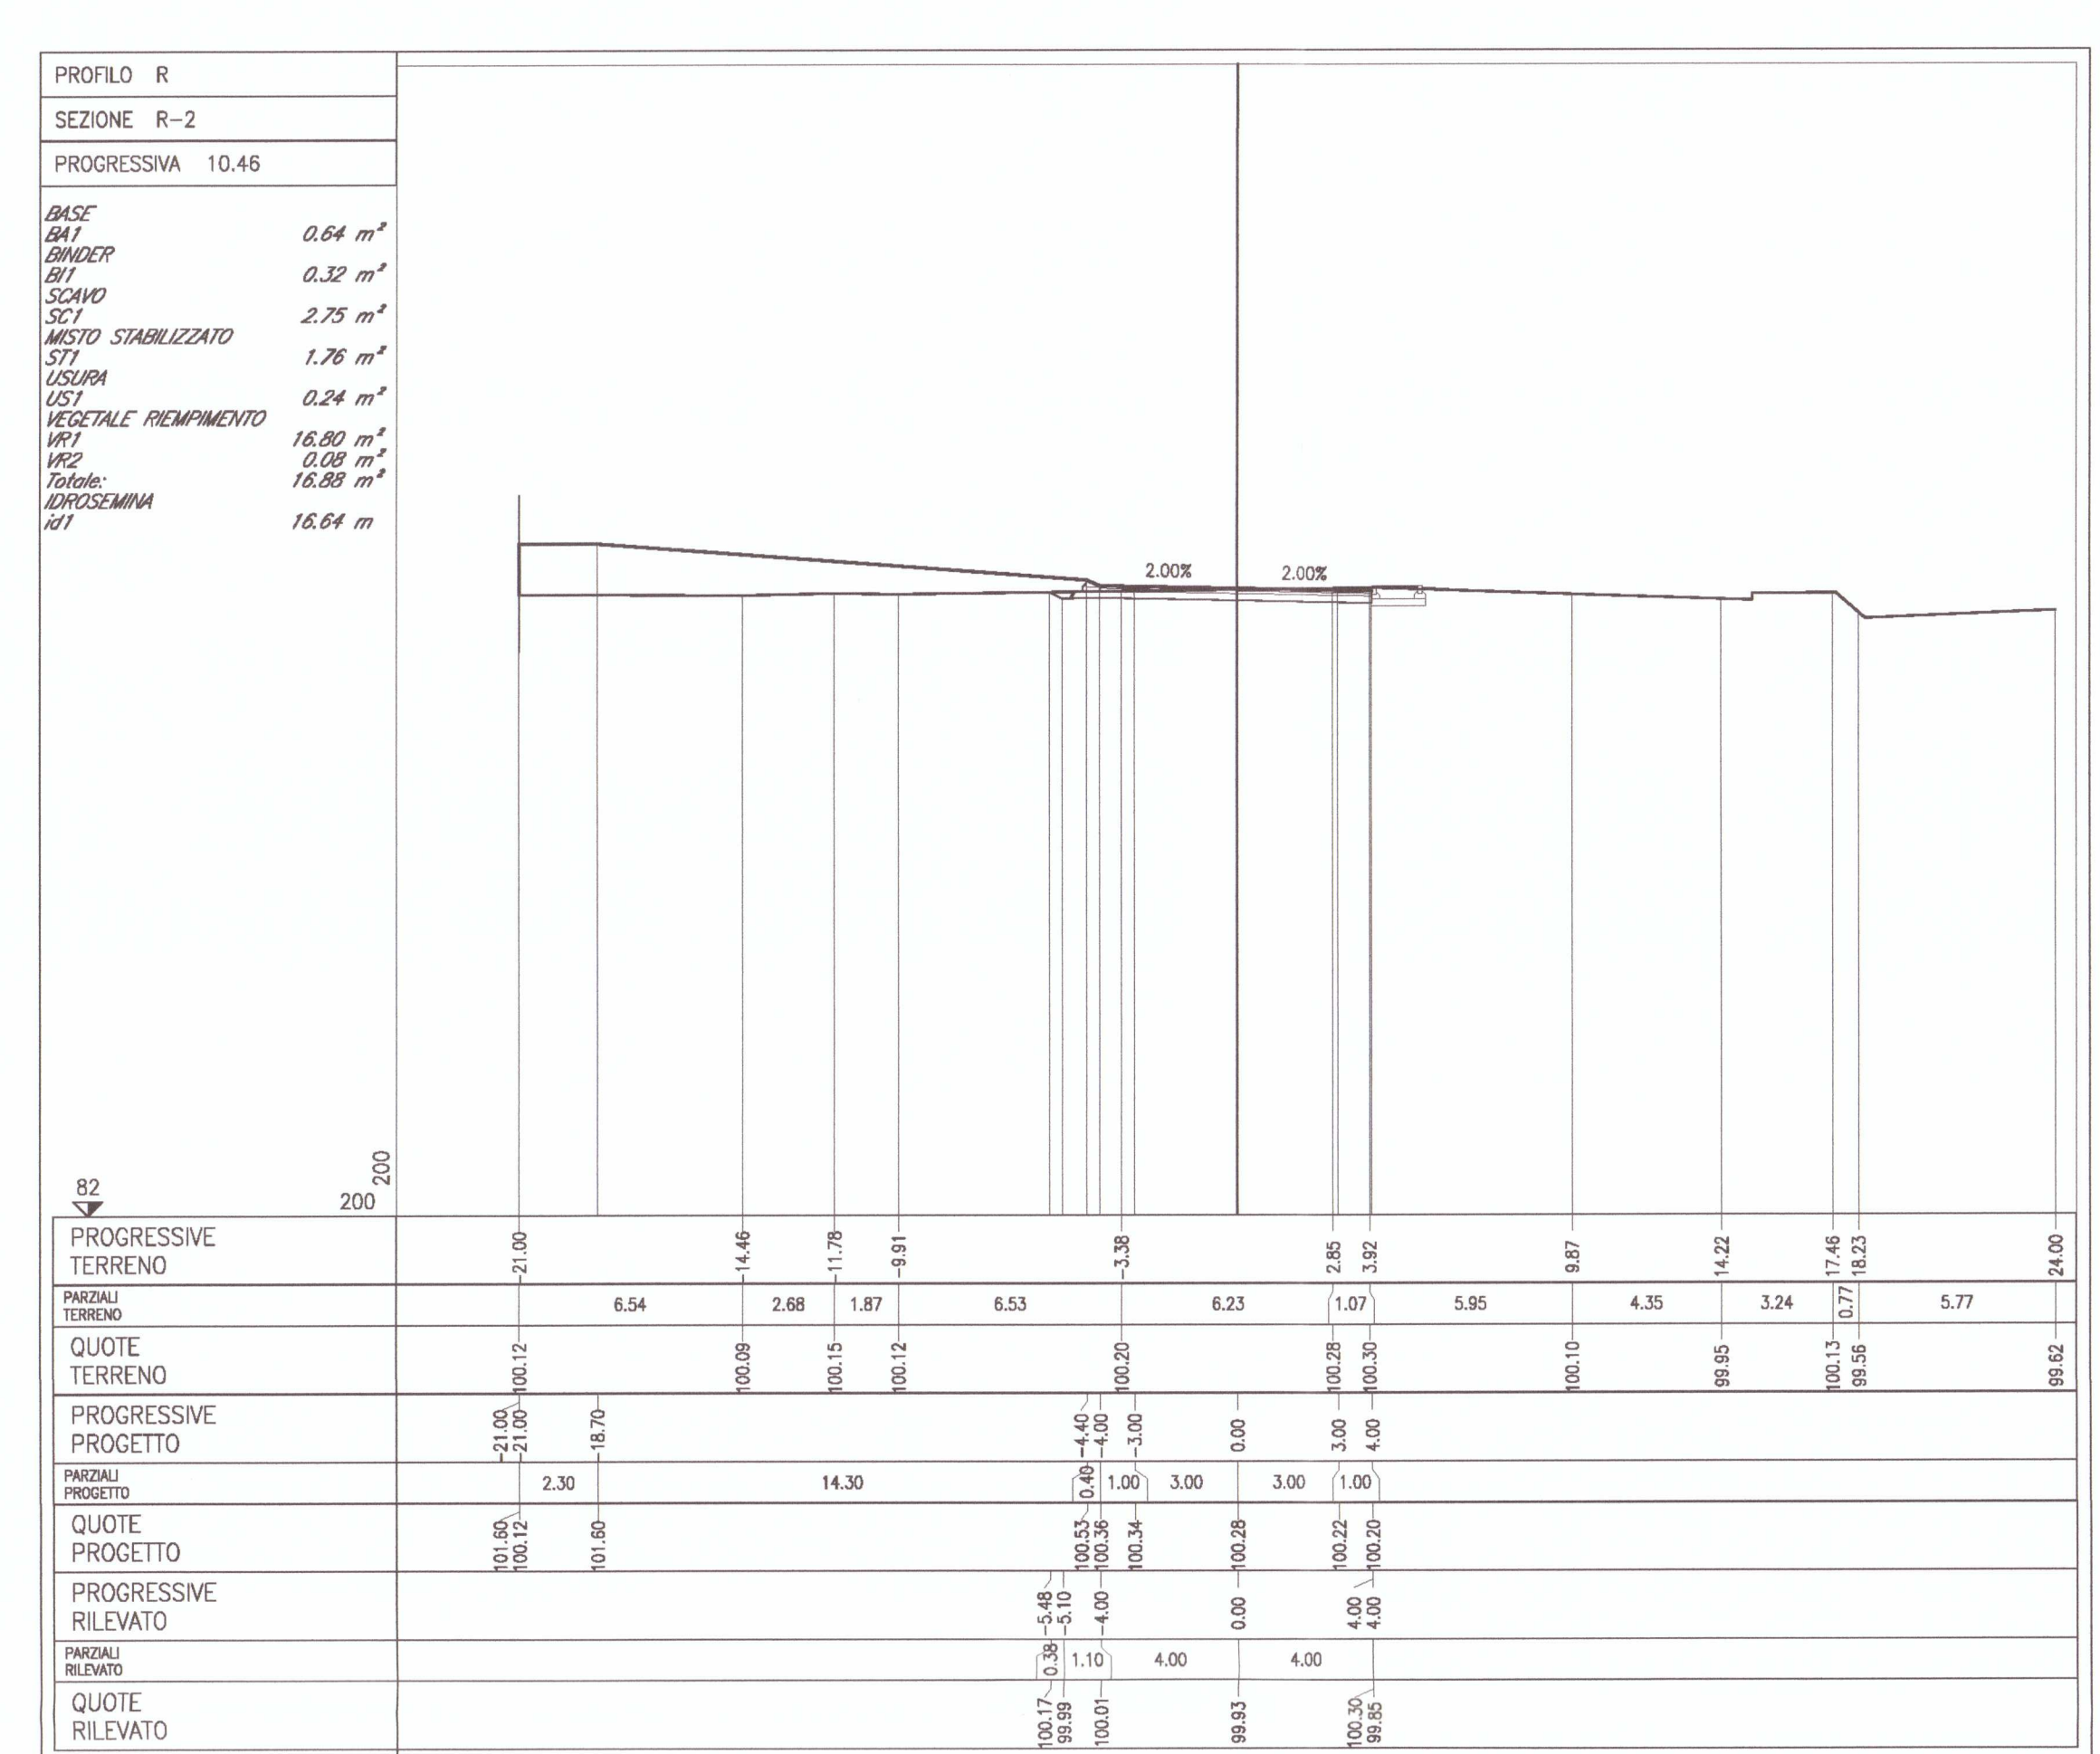 PROFILO R
SEZIONE R-2
PROGRESSIVA 10.46
BASE
BA1 0.64 m²
BINDER
BI1 0.32 m²
SCAVO
SC1 2.75 m²
MISTO STABILIZZATO
ST1 1.76 m²
USURA
US1 0.24 m²
VEGETALE RIEMPIMENTO
VR1 16.80 m²
VR2 0.08 m²
Totale: 16.88 m²
IDROSEMINA
id1 16.64 m
2.00% 2.00%
82
200
200
PROGRESSIVE
TERRENO
-21.00 -14.46 -11.78 -9.91 -3.38 2.85 3.92 9.87 14.22 17.46 18.23 24.00
PARZIALI
TERRENO
6.54 2.68 1.87 6.53 6.23 1.07 5.95 4.35 3.24 0.77 5.77
QUOTE
TERRENO
100.12 100.09 100.15 100.12 100.20 100.28 100.30 100.10 99.95 100.13 99.56 99.62
PROGRESSIVE
PROGETTO
-21.00 -21.00 -18.70 -4.40 -4.00 -3.00 0.00 3.00 4.00
PARZIALI
PROGETTO
2.30 14.30 0.40 1.00 3.00 3.00 1.00
QUOTE
PROGETTO
101.60 100.12 101.60 100.53 100.36 100.34 100.28 100.22 100.20
PROGRESSIVE
RILEVATO
-5.48 -5.10 -4.00 0.00 4.00 4.00
PARZIALI
RILEVATO
0.38 1.10 4.00 4.00
QUOTE
RILEVATO
100.17 99.99 100.01 99.93 100.30 99.85